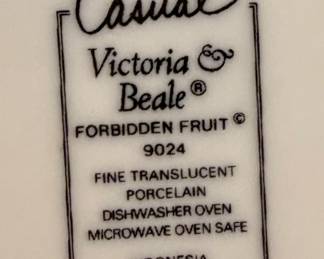 Casual
Victoria &
Beale®
FORBIDDEN FRUIT ©
9024
FINE TRANSLUCENT
PORCELAIN
DISHWASHER OVEN
MICROWAVE OVEN SAFE